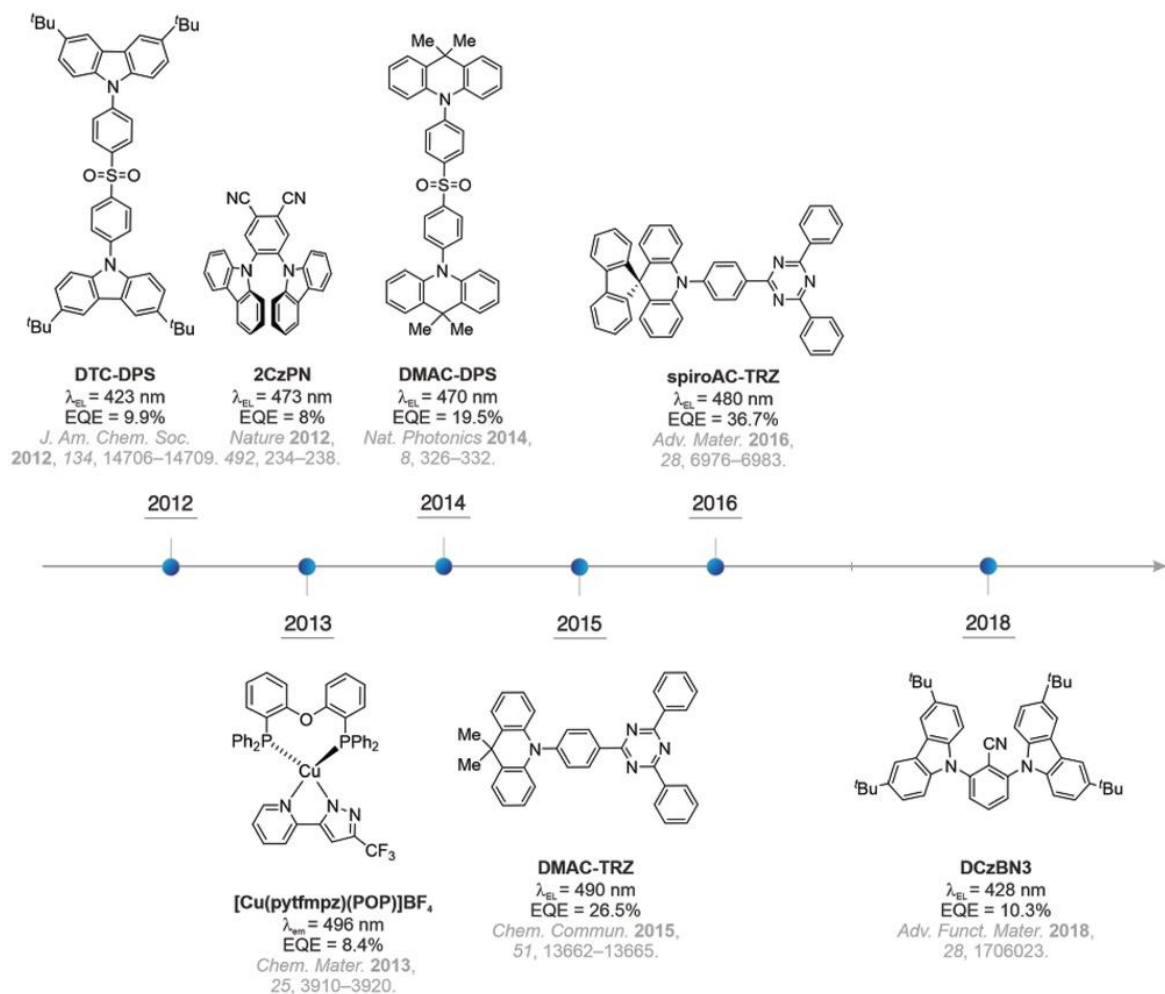 tBu
tBu
N
O=S=O
N
tBu
tBu
DTC-DPS
λEL = 423 nm
EQE = 9.9%
J. Am. Chem. Soc.
2012, 134, 14706–14709.
NC
CN
N
N
2CzPN
λEL = 473 nm
EQE = 8%
Nature 2012,
492, 234–238.
Me Me
N
O=S=O
N
Me Me
DMAC-DPS
λEL = 470 nm
EQE = 19.5%
Nat. Photonics 2014,
8, 326–332.
N
N
N
N
spiroAC-TRZ
λEL = 480 nm
EQE = 36.7%
Adv. Mater. 2016,
28, 6976–6983.
2012
2014
2016
2013
2015
2018
O
Ph2P
PPh2
Cu
N
N
N
CF3
[Cu(pytfmpz)(POP)]BF4
λem = 496 nm
EQE = 8.4%
Chem. Mater. 2013,
25, 3910–3920.
Me
Me
N
N
N
N
DMAC-TRZ
λEL = 490 nm
EQE = 26.5%
Chem. Commun. 2015,
51, 13662–13665.
tBu
tBu
CN
N
N
tBu
tBu
DCzBN3
λEL = 428 nm
EQE = 10.3%
Adv. Funct. Mater. 2018,
28, 1706023.